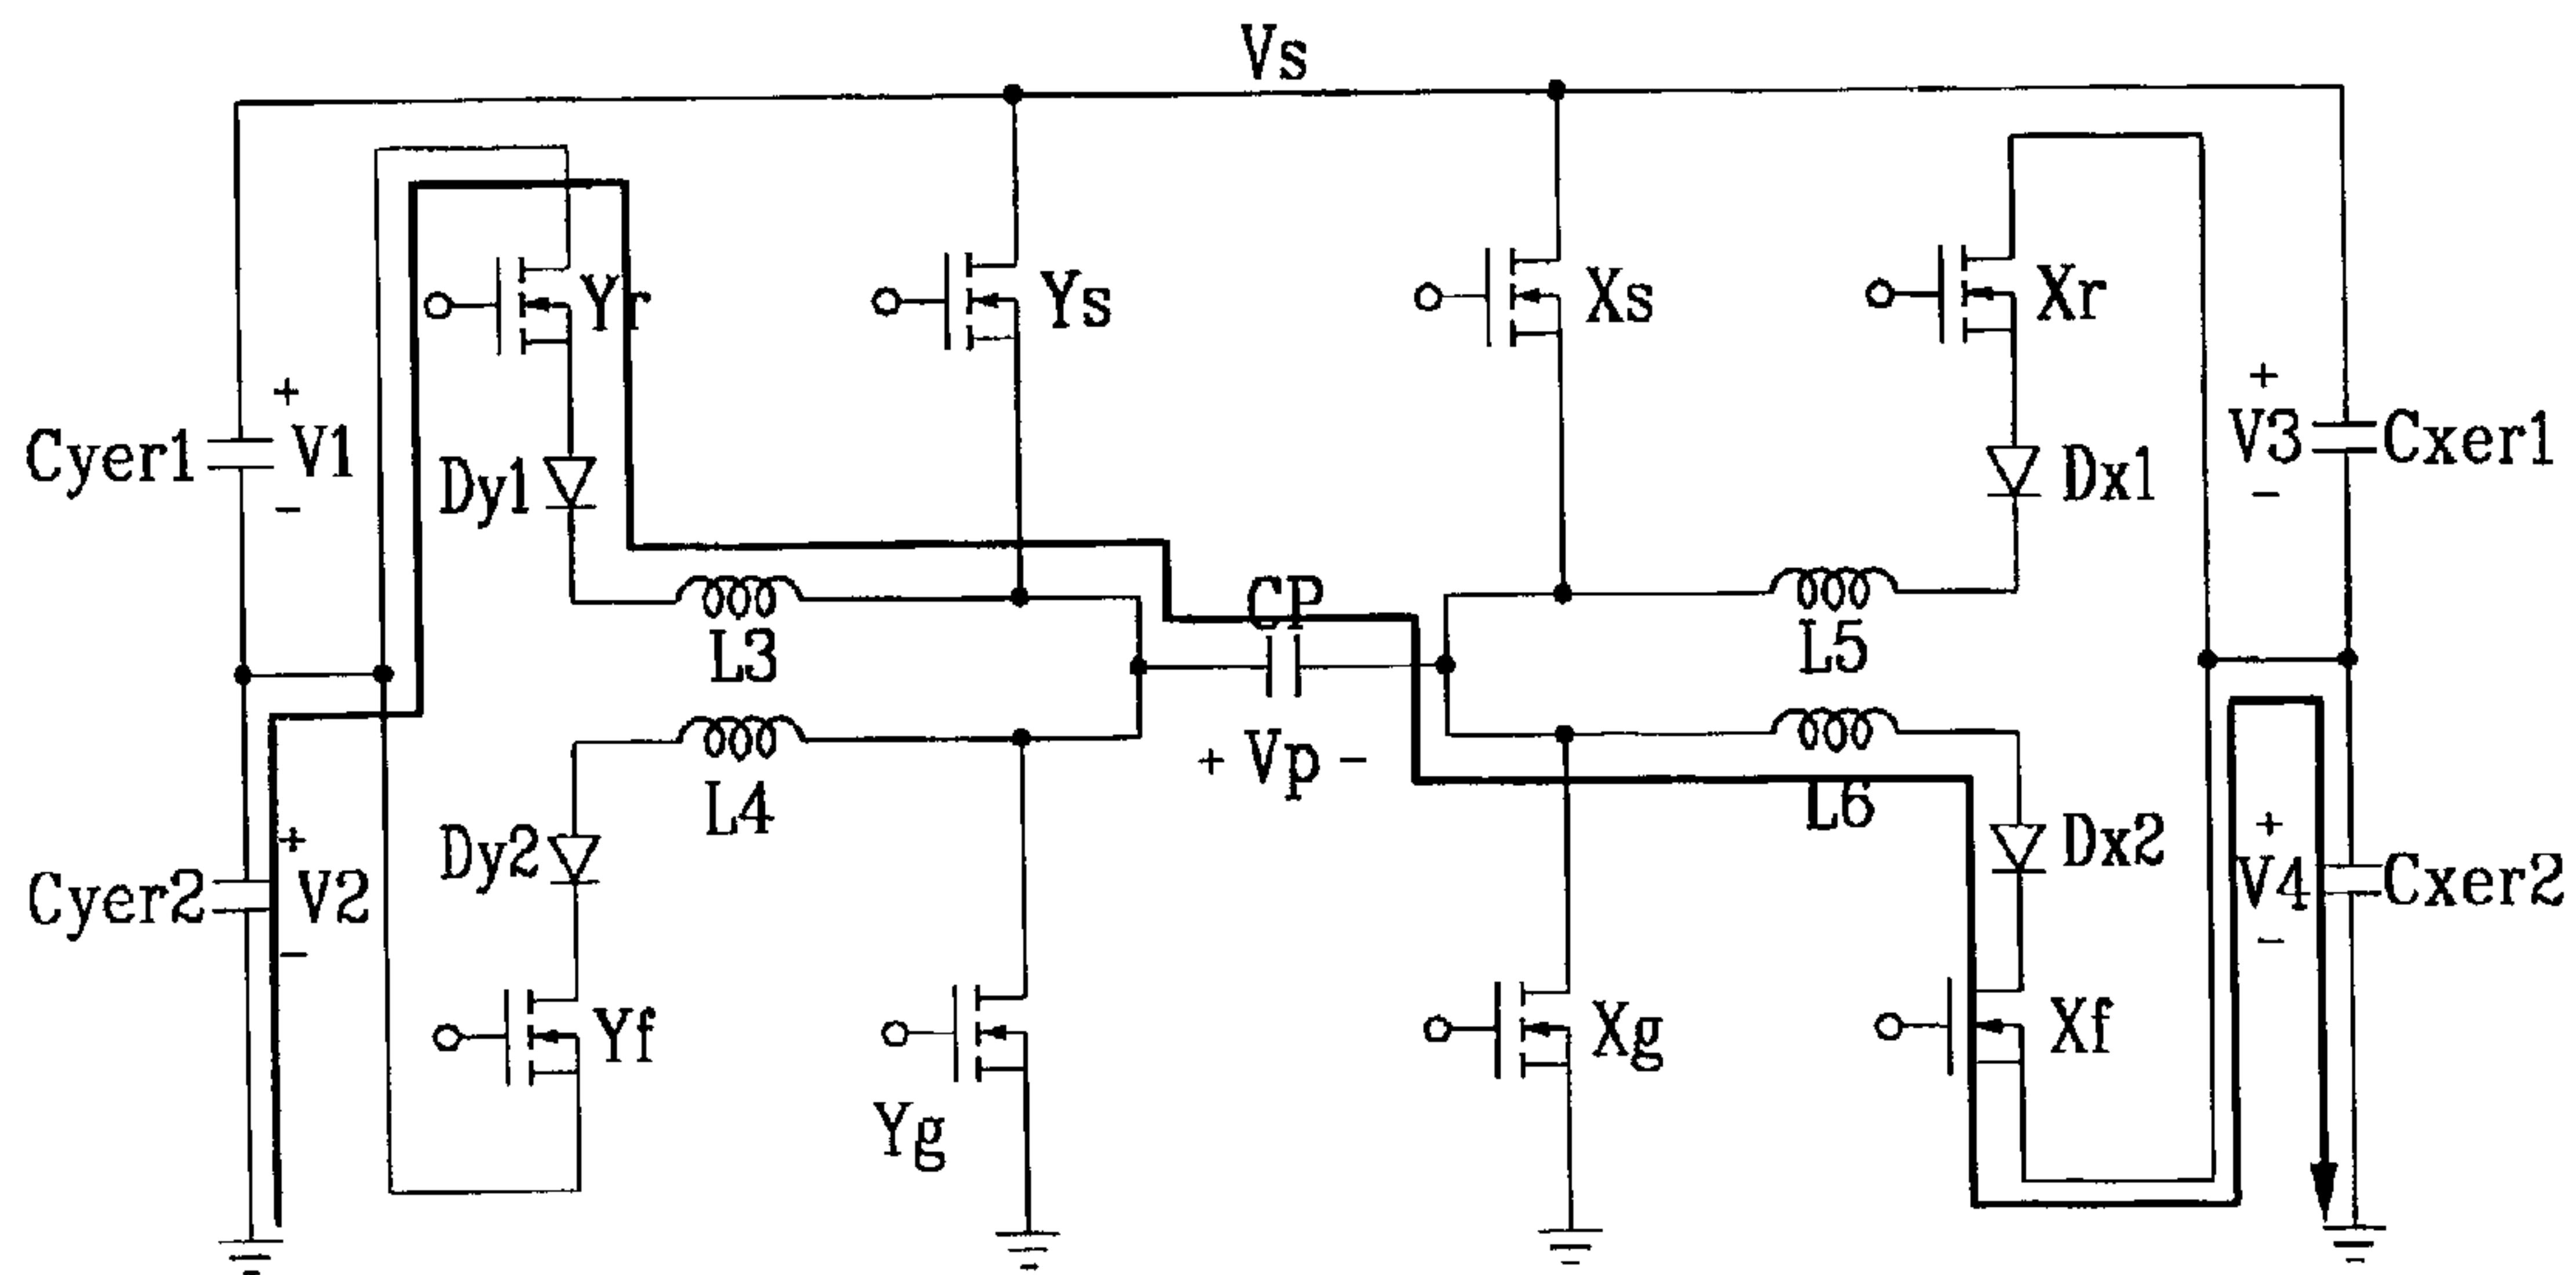 Vs
Yr
Ys
Xs
Xr
+
+
Cyer1
V1
V3
Cxer1
-
-
Dy1
Dx1
CP
L3
L5
+ Vp -
L4
L6
+
+
Dy2
Dx2
Cyer2
V2
V4
Cxer2
-
-
Yf
Yg
Xg
Xf